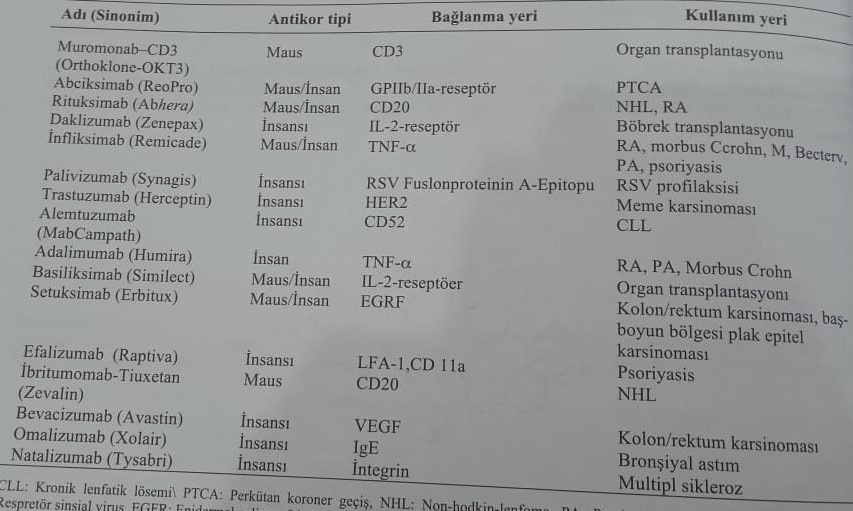 Adı (Sinonim) Antikor tipi Bağlanma yeri Kullanım yeri
Muromonab–CD3 Maus CD3 Organ transplantasyonu
(Orthoklone-OKT3)
Abciksimab (ReoPro) Maus/İnsan GPIIb/IIa-reseptör PTCA
Rituksimab (Abhera) Maus/İnsan CD20 NHL, RA
Daklizumab (Zenepax) İnsansı IL-2-reseptör Böbrek transplantasyonu
İnfliksimab (Remicade) Maus/İnsan TNF-α RA, morbus Ccrohn, M, Becterv,
PA, psoriyasis
Palivizumab (Synagis) İnsansı RSV Fuslonproteinin A-Epitopu RSV profilaksisi
Trastuzumab (Herceptin) İnsansı HER2 Meme karsinoması
Alemtuzumab İnsansı CD52 CLL
(MabCampath)
Adalimumab (Humira) İnsan TNF-α RA, PA, Morbus Crohn
Basiliksimab (Similect) Maus/İnsan IL-2-reseptöer Organ transplantasyonı
Setuksimab (Erbitux) Maus/İnsan EGRF Kolon/rektum karsinoması, baş-
boyun bölgesi plak epitel
karsinoması
Efalizumab (Raptiva) İnsansı LFA-1,CD 11a Psoriyasis
İbritumomab-Tiuxetan Maus CD20 NHL
(Zevalin)
Bevacizumab (Avastin) İnsansı VEGF Kolon/rektum karsinoması
Omalizumab (Xolair) İnsansı IgE Bronşiyal astım
Natalizumab (Tysabri) İnsansı İntegrin Multipl sikleroz
CLL: Kronik lenfatik lösemi\ PTCA: Perkütan koroner geçiş, NHL: Non-hodkin-lenfoma
Respretör sinsial virus